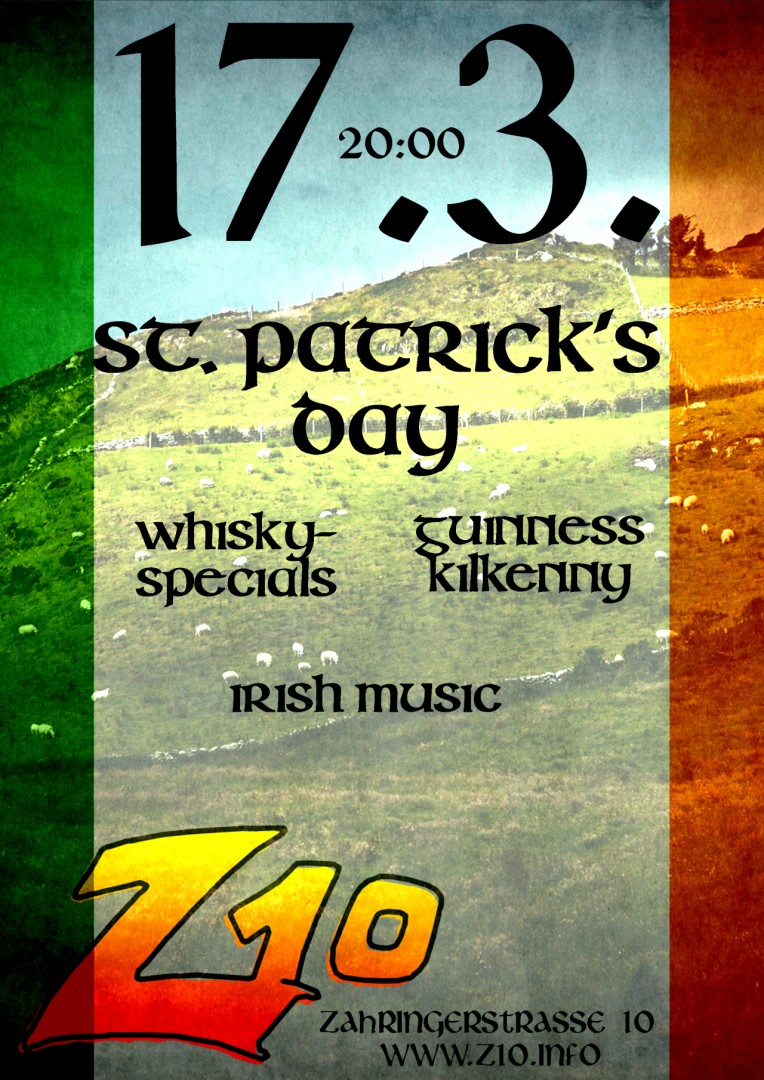 17.3.
20:00
St. Patrick's
Day
Whisky-
specials
Guinness
Kilkenny
Irish Music
Z10
Zahringerstrasse 10
www.z10.info